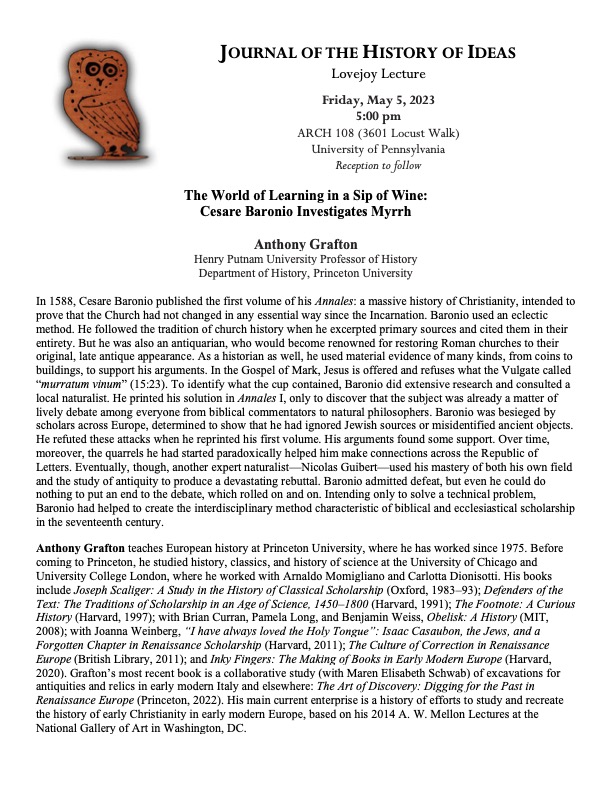 JOURNAL OF THE HISTORY OF IDEAS
Lovejoy Lecture
Friday, May 5, 2023
5:00 pm
ARCH 108 (3601 Locust Walk)
University of Pennsylvania
Reception to follow
The World of Learning in a Sip of Wine:
Cesare Baronio Investigates Myrrh
Anthony Grafton
Henry Putnam University Professor of History
Department of History, Princeton University
In 1588, Cesare Baronio published the first volume of his Annales: a massive history of Christianity, intended to
prove that the Church had not changed in any essential way since the Incarnation. Baronio used an eclectic
method. He followed the tradition of church history when he excerpted primary sources and cited them in their
entirety. But he was also an antiquarian, who would become renowned for restoring Roman churches to their
original, late antique appearance. As a historian as well, he used material evidence of many kinds, from coins to
buildings, to support his arguments. In the Gospel of Mark, Jesus is offered and refuses what the Vulgate called
“murratum vinum” (15:23). To identify what the cup contained, Baronio did extensive research and consulted a
local naturalist. He printed his solution in Annales I, only to discover that the subject was already a matter of
lively debate among everyone from biblical commentators to natural philosophers. Baronio was besieged by
scholars across Europe, determined to show that he had ignored Jewish sources or misidentified ancient objects.
He refuted these attacks when he reprinted his first volume. His arguments found some support. Over time,
moreover, the quarrels he had started paradoxically helped him make connections across the Republic of
Letters. Eventually, though, another expert naturalist—Nicolas Guibert—used his mastery of both his own field
and the study of antiquity to produce a devastating rebuttal. Baronio admitted defeat, but even he could do
nothing to put an end to the debate, which rolled on and on. Intending only to solve a technical problem,
Baronio had helped to create the interdisciplinary method characteristic of biblical and ecclesiastical scholarship
in the seventeenth century.
Anthony Grafton teaches European history at Princeton University, where he has worked since 1975. Before
coming to Princeton, he studied history, classics, and history of science at the University of Chicago and
University College London, where he worked with Arnaldo Momigliano and Carlotta Dionisotti. His books
include Joseph Scaliger: A Study in the History of Classical Scholarship (Oxford, 1983–93); Defenders of the
Text: The Traditions of Scholarship in an Age of Science, 1450–1800 (Harvard, 1991); The Footnote: A Curious
History (Harvard, 1997); with Brian Curran, Pamela Long, and Benjamin Weiss, Obelisk: A History (MIT,
2008); with Joanna Weinberg, “I have always loved the Holy Tongue”: Isaac Casaubon, the Jews, and a
Forgotten Chapter in Renaissance Scholarship (Harvard, 2011); The Culture of Correction in Renaissance
Europe (British Library, 2011); and Inky Fingers: The Making of Books in Early Modern Europe (Harvard,
2020). Grafton’s most recent book is a collaborative study (with Maren Elisabeth Schwab) of excavations for
antiquities and relics in early modern Italy and elsewhere: The Art of Discovery: Digging for the Past in
Renaissance Europe (Princeton, 2022). His main current enterprise is a history of efforts to study and recreate
the history of early Christianity in early modern Europe, based on his 2014 A. W. Mellon Lectures at the
National Gallery of Art in Washington, DC.